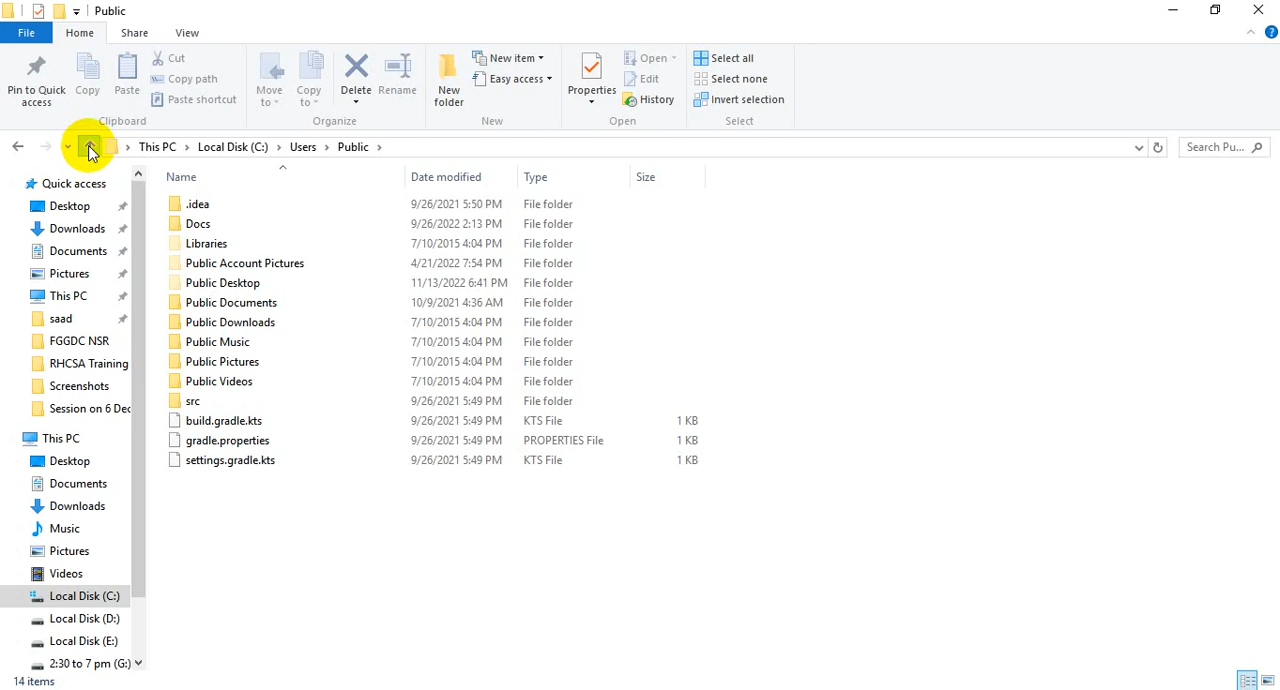 Public
File Home Share View
Pin to Quick access
Copy
Paste
Cut
Copy path
Paste shortcut
Clipboard
Move to
Copy to
Delete
Rename
Organize
New folder
New item
Easy access
New
Properties
Open
Edit
History
Open
Select all
Select none
Invert selection
Select
This PC > Local Disk (C:) > Users > Public >
Search Pu...
Name Date modified Type Size
Quick access
Desktop
Downloads
Documents
Pictures
This PC
saad
FGGDC NSR
RHCSA Training
Screenshots
Session on 6 Dec
This PC
Desktop
Documents
Downloads
Music
Pictures
Videos
Local Disk (C:)
Local Disk (D:)
Local Disk (E:)
2:30 to 7 pm (G:)
.idea 9/26/2021 5:50 PM File folder
Docs 9/26/2022 2:13 PM File folder
Libraries 7/10/2015 4:04 PM File folder
Public Account Pictures 4/21/2022 7:54 PM File folder
Public Desktop 11/13/2022 6:41 PM File folder
Public Documents 10/9/2021 4:36 AM File folder
Public Downloads 7/10/2015 4:04 PM File folder
Public Music 7/10/2015 4:04 PM File folder
Public Pictures 7/10/2015 4:04 PM File folder
Public Videos 7/10/2015 4:04 PM File folder
src 9/26/2021 5:49 PM File folder
build.gradle.kts 9/26/2021 5:49 PM KTS File 1 KB
gradle.properties 9/26/2021 5:49 PM PROPERTIES File 1 KB
settings.gradle.kts 9/26/2021 5:49 PM KTS File 1 KB
14 items